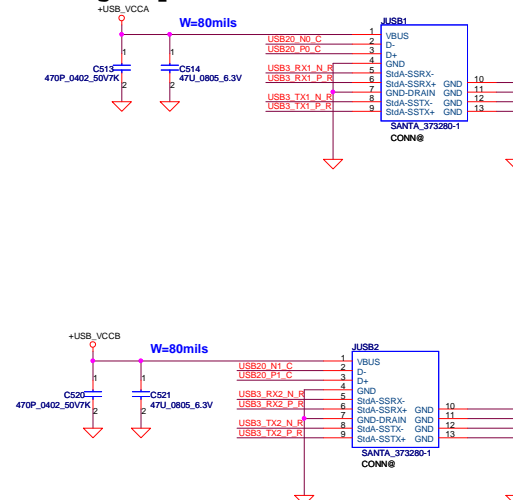 +USB_VCCA
W=80mils
JUSB1
USB20_N0_C
USB20_P0_C
USB3_RX1_N_R
USB3_RX1_P_R
USB3_TX1_N_R
USB3_TX1_P_R
1 VBUS
2 D-
3 D+
4 GND
5 StdA-SSRX-
6 StdA-SSRX+ GND 10
7 GND-DRAIN GND 11
8 StdA-SSTX- GND 12
9 StdA-SSTX+ GND 13
SANTA_373280-1
CONN@
1
C513
470P_0402_50V7K
2
1
C514
47U_0805_6.3V
2
+USB_VCCB
W=80mils
JUSB2
USB20_N1_C
USB20_P1_C
USB3_RX2_N_R
USB3_RX2_P_R
USB3_TX2_N_R
USB3_TX2_P_R
1 VBUS
2 D-
3 D+
4 GND
5 StdA-SSRX-
6 StdA-SSRX+ GND 10
7 GND-DRAIN GND 11
8 StdA-SSTX- GND 12
9 StdA-SSTX+ GND 13
SANTA_373280-1
CONN@
1
C520
470P_0402_50V7K
2
1
C521
47U_0805_6.3V
2